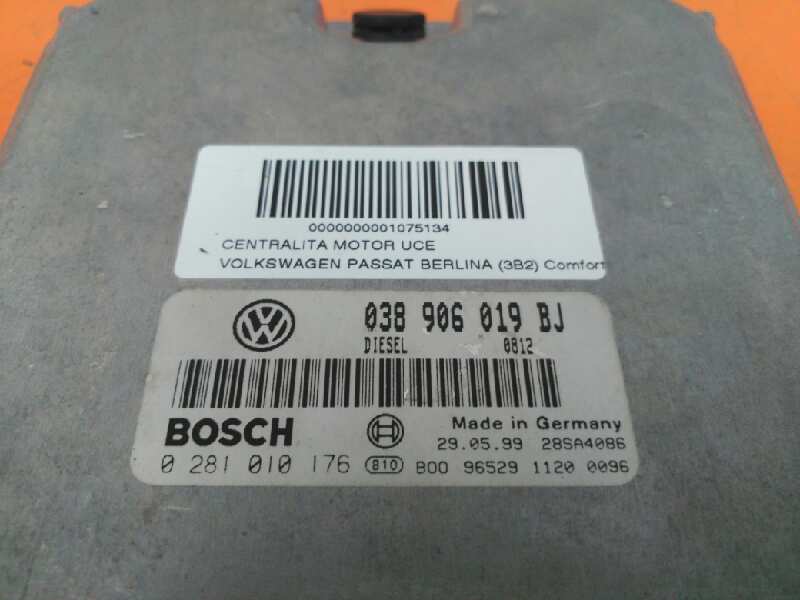 0000000001075134
CENTRALITA MOTOR UCE
VOLKSWAGEN PASSAT BERLINA (3B2) Comfort
038 906 019 BJ
DIESEL 0812
BOSCH
Made in Germany
29.05.99 28SA4086
0 281 010 176 810 B00 96529 1120 0096